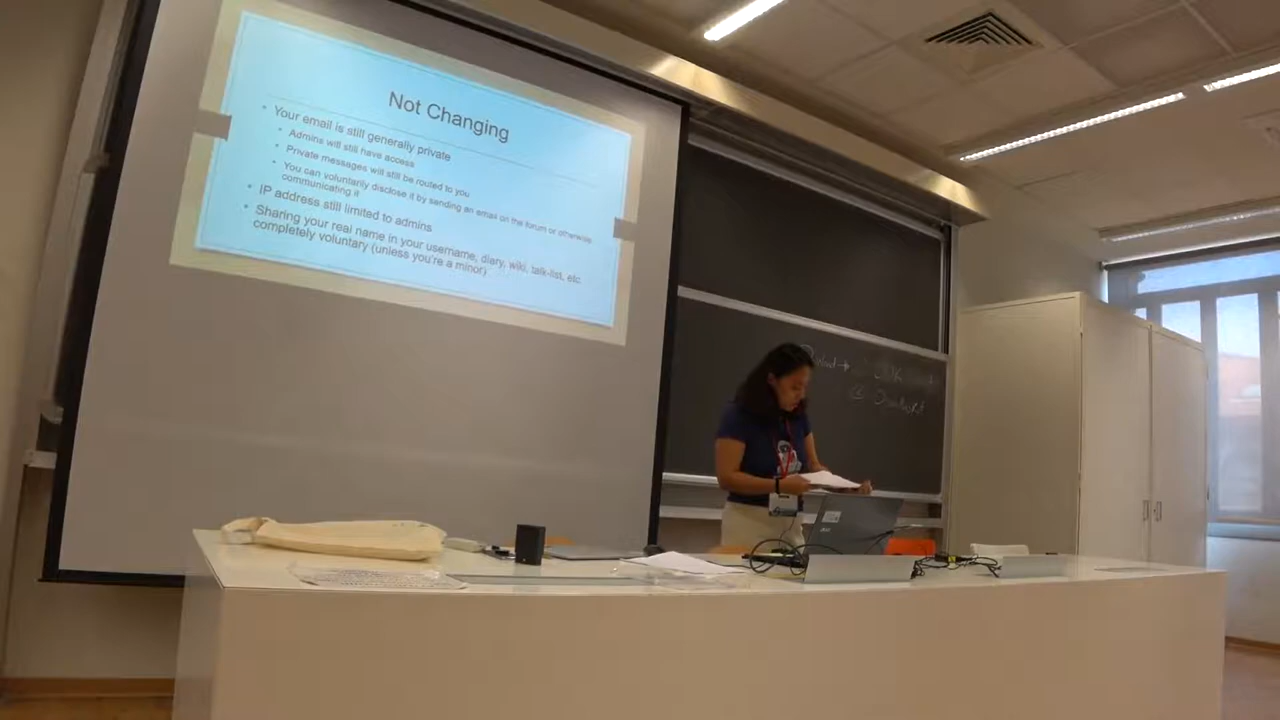 Not Changing
• Your email is still generally private
• Admins will still have access
• Private messages will still be routed to you
• You can voluntarily disclose it by sending an email on the forum or otherwise
communicating it
• IP address still limited to admins
• Sharing your real name in your username, diary, wiki, talk-list, etc.
completely voluntary (unless you're a minor)
acer